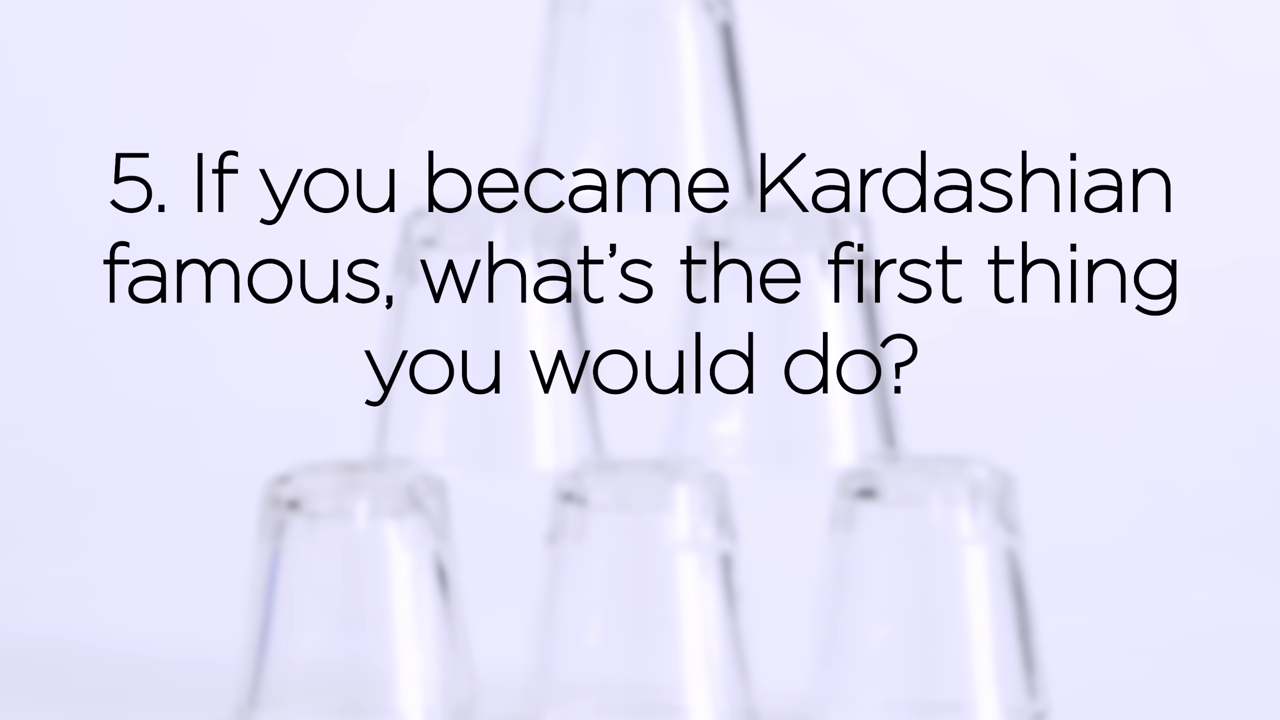 5. If you became Kardashian
famous, what’s the first thing
you would do?